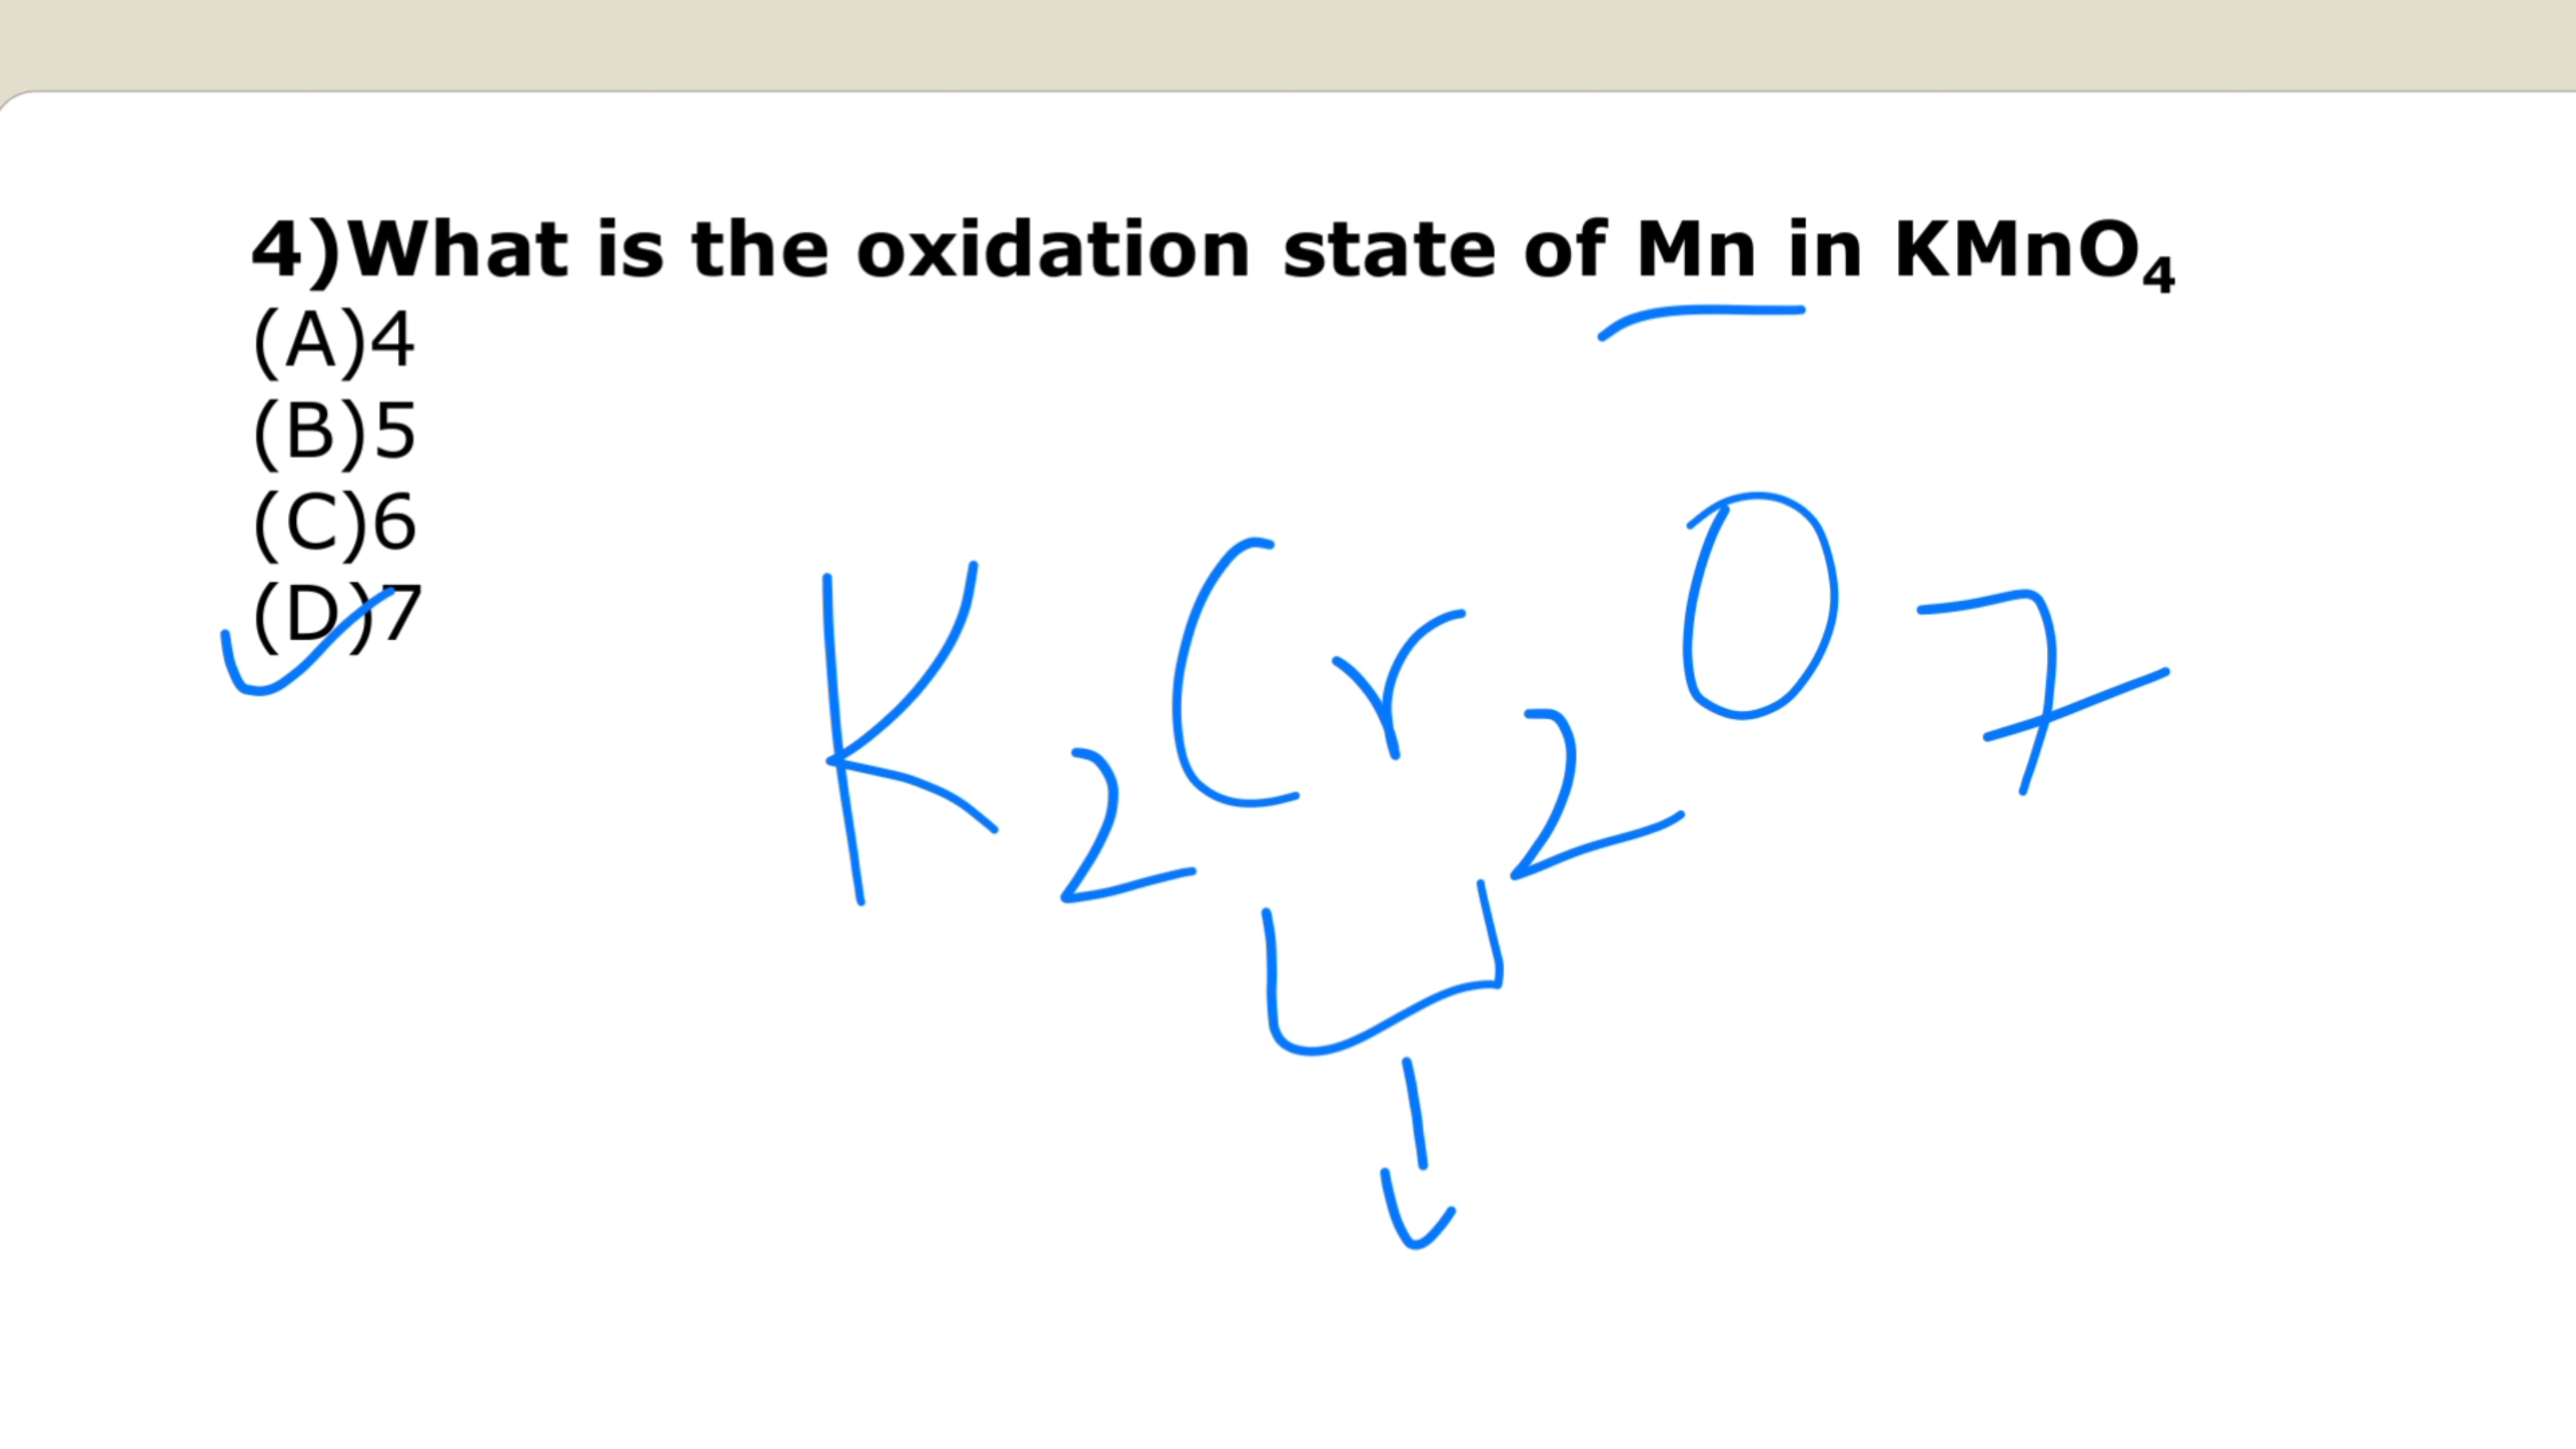 4)What is the oxidation state of Mn in KMnO₄
(A)4
(B)5
(C)6
(D)7
K₂Cr₂O₇